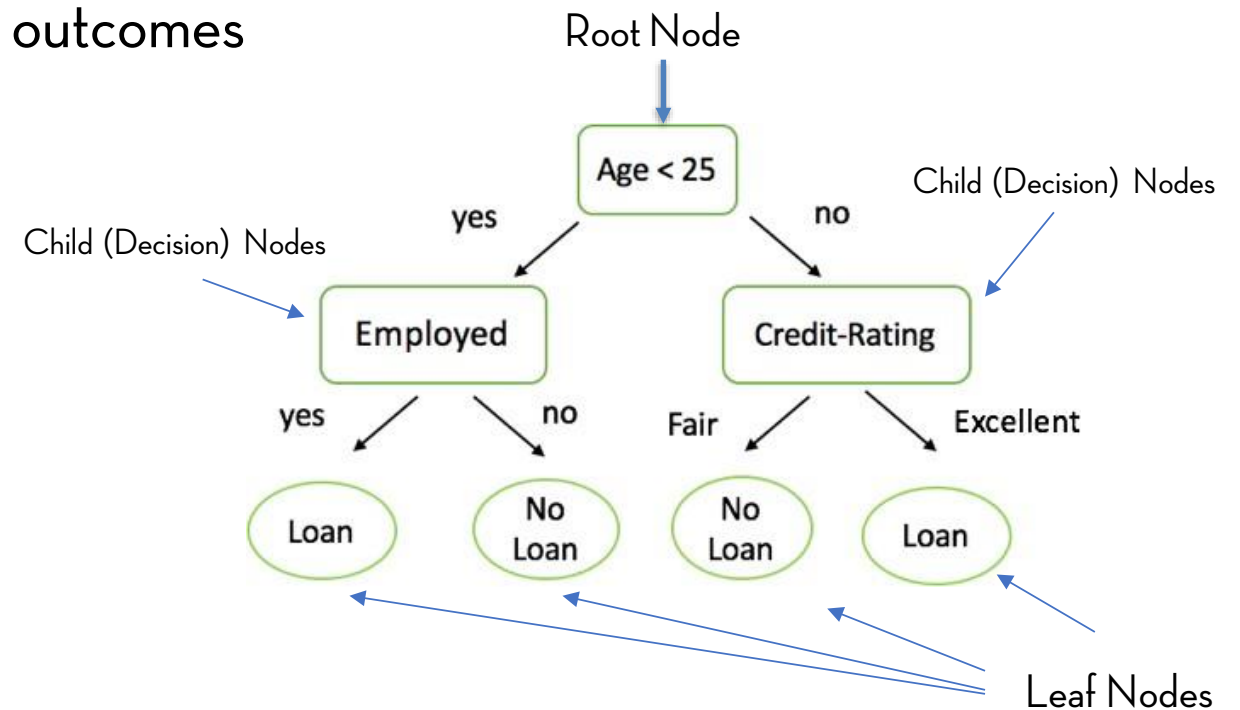 outcomes
Root Node
Age < 25
Child (Decision) Nodes
yes
no
Child (Decision) Nodes
Employed
Credit-Rating
yes
no
Fair
Excellent
Loan
No
Loan
No
Loan
Loan
Leaf Nodes